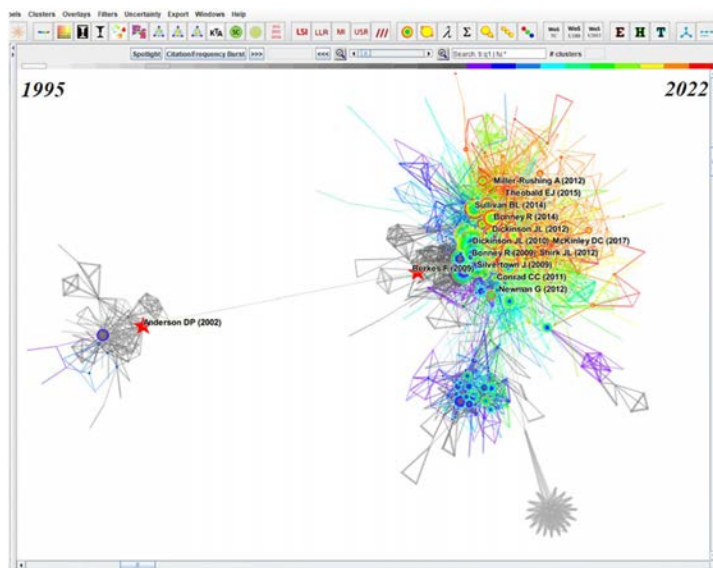 Clusters Overlays Filters Uncertainty Export Windows Help
LSI LLR MI USR
E H T
Spotlight Citation/Frequency Burst >>> <<< Search # clusters
1995 2022
Miller-Rushing A (2012)
Theobald EJ (2015)
Sullivan BL (2014)
Bonney R (2014)
Dickinson JL (2012)
Dickinson JL (2010) McKinley DC (2017)
Bonney R (2009) Shirk JL (2012)
Berkes F (2009) Silvertown J (2009)
Conrad CC (2011)
Newman G (2012)
Anderson DP (2002)